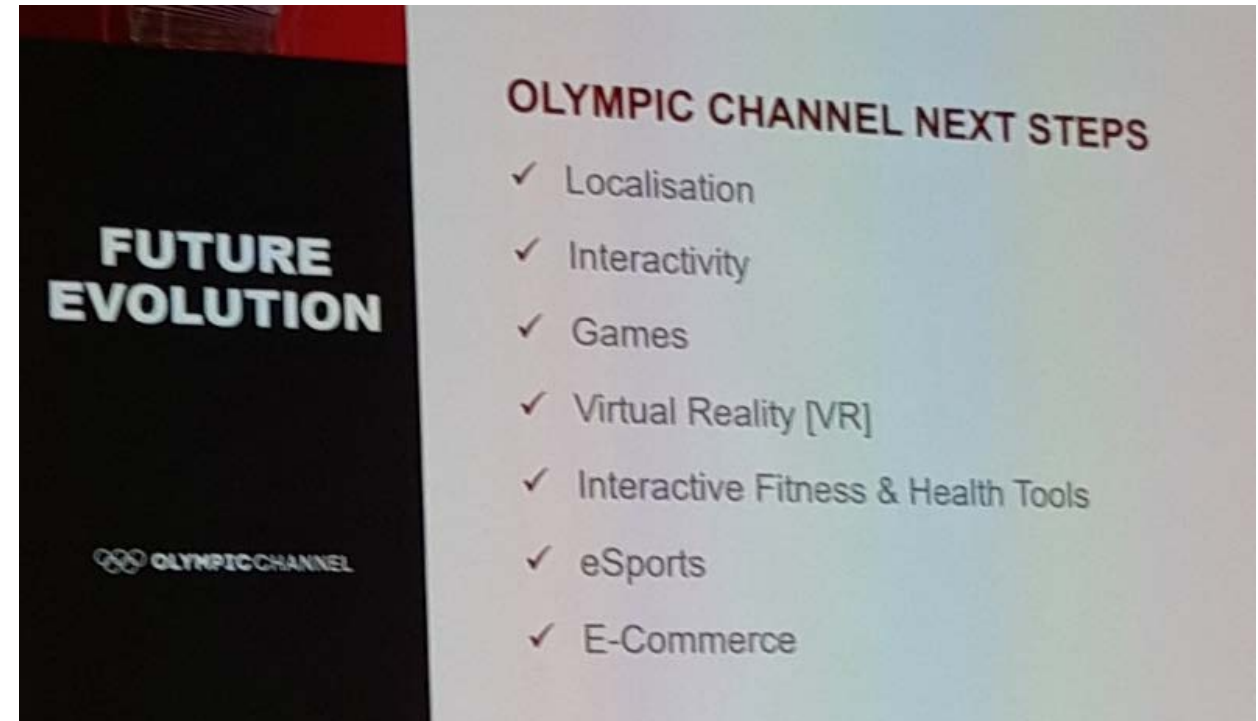 FUTURE
EVOLUTION
OLYMPICCHANNEL
OLYMPIC CHANNEL NEXT STEPS
✓ Localisation
✓ Interactivity
✓ Games
✓ Virtual Reality [VR]
✓ Interactive Fitness & Health Tools
✓ eSports
✓ E-Commerce